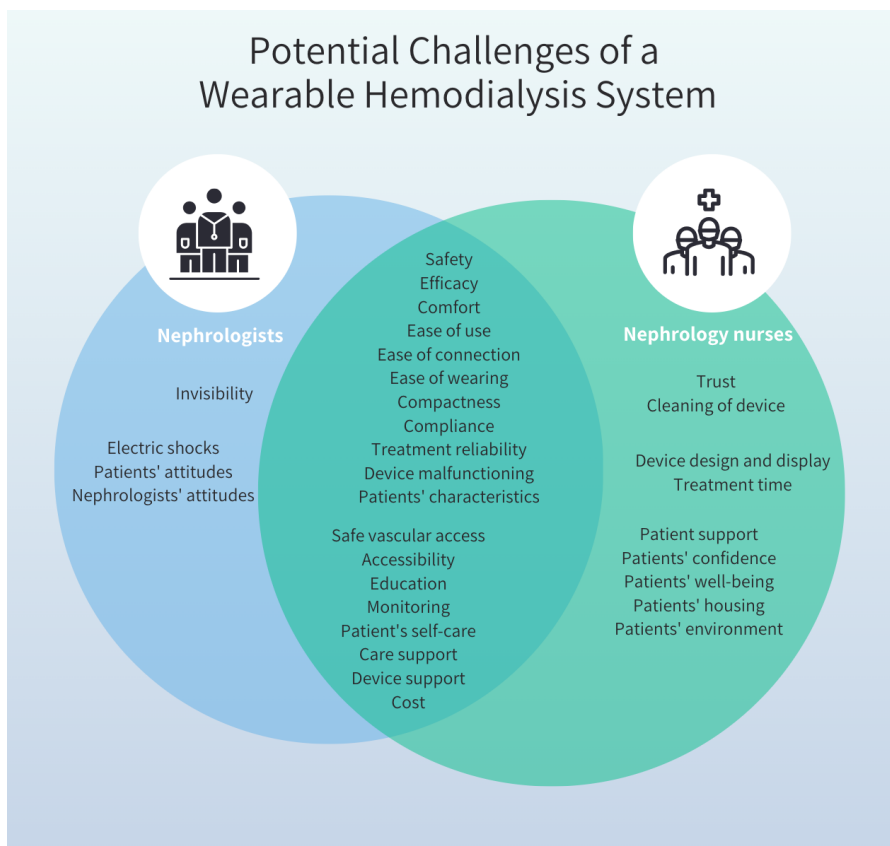 Potential Challenges of a
Wearable Hemodialysis System
Nephrologists
Invisibility
Electric shocks
Patients' attitudes
Nephrologists' attitudes
Safety
Efficacy
Comfort
Ease of use
Ease of connection
Ease of wearing
Compactness
Compliance
Treatment reliability
Device malfunctioning
Patients' characteristics
Safe vascular access
Accessibility
Education
Monitoring
Patient's self-care
Care support
Device support
Cost
Nephrology nurses
Trust
Cleaning of device
Device design and display
Treatment time
Patient support
Patients' confidence
Patients' well-being
Patients' housing
Patients' environment